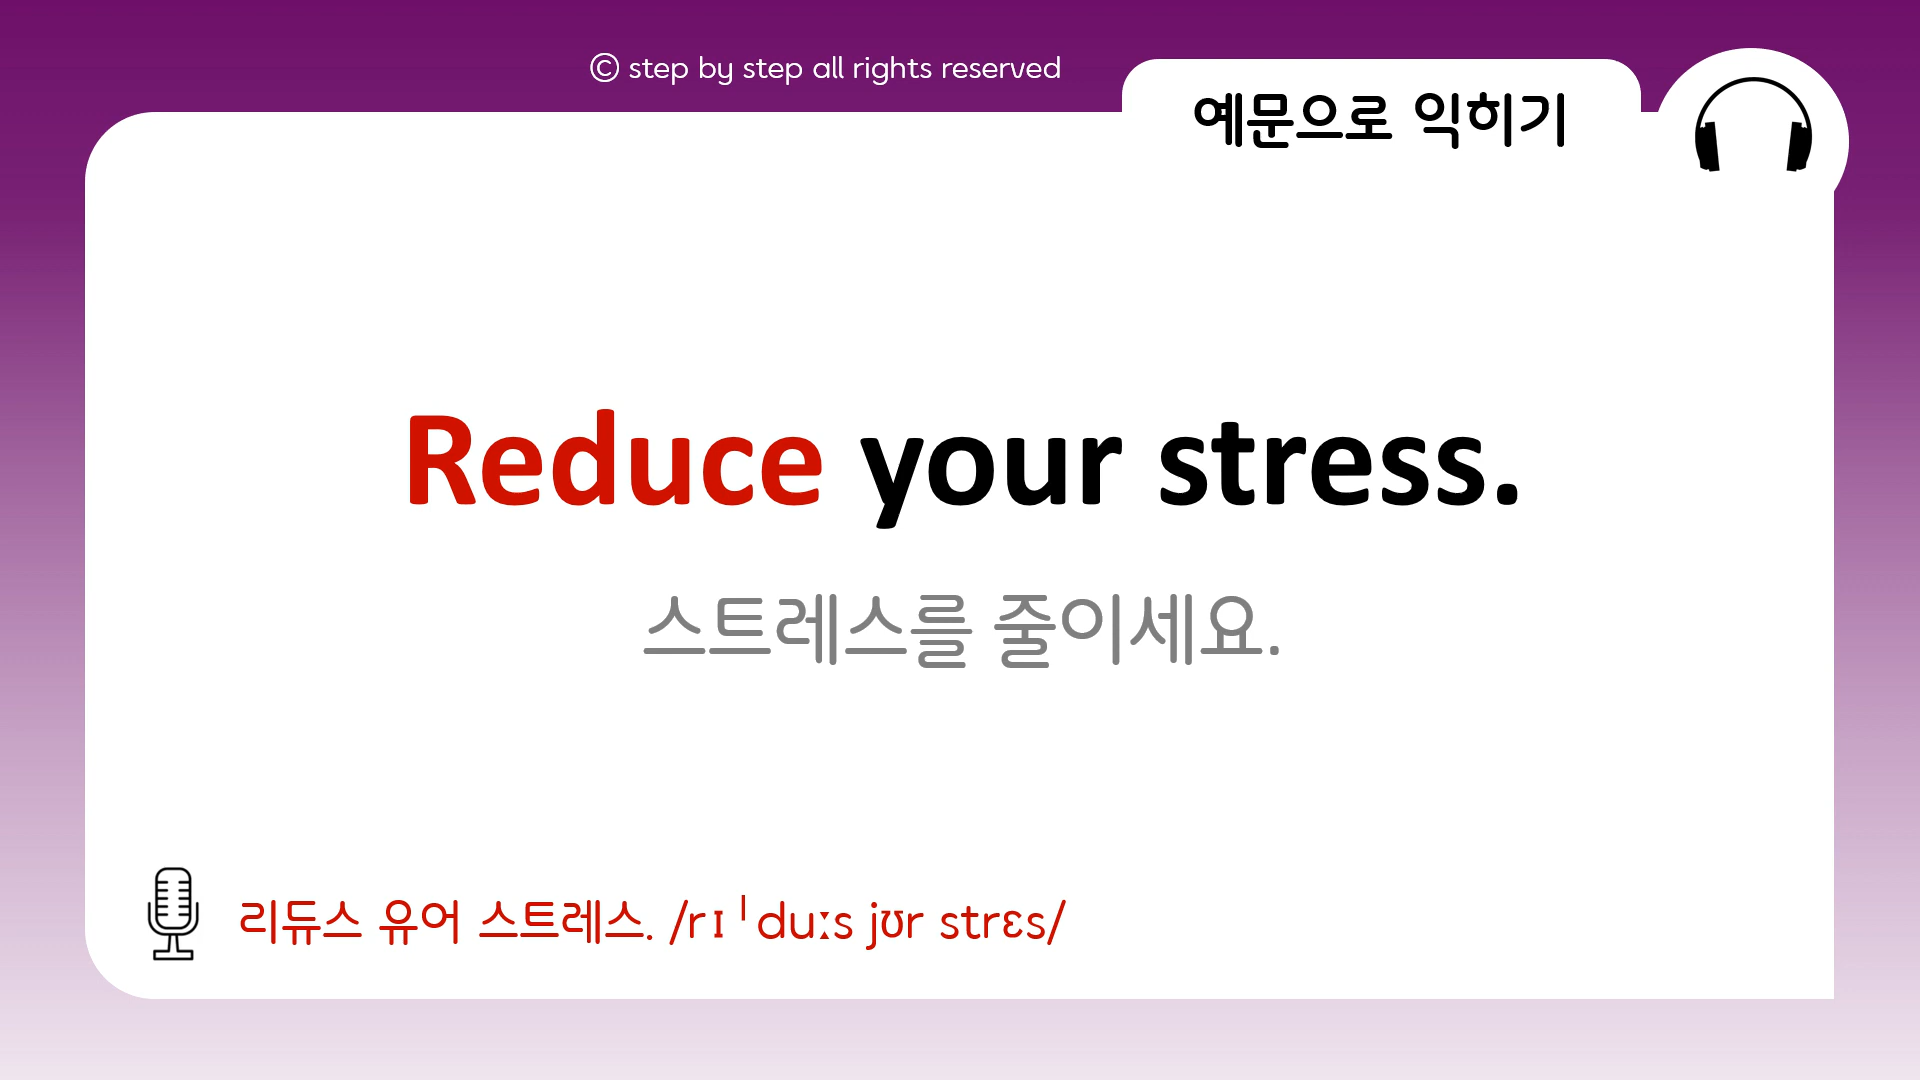 © step by step all rights reserved
예문으로 익히기
Reduce your stress.
스트레스를 줄이세요.
리듀스 유어 스트레스. /rɪˈduːs jʊr strɛs/